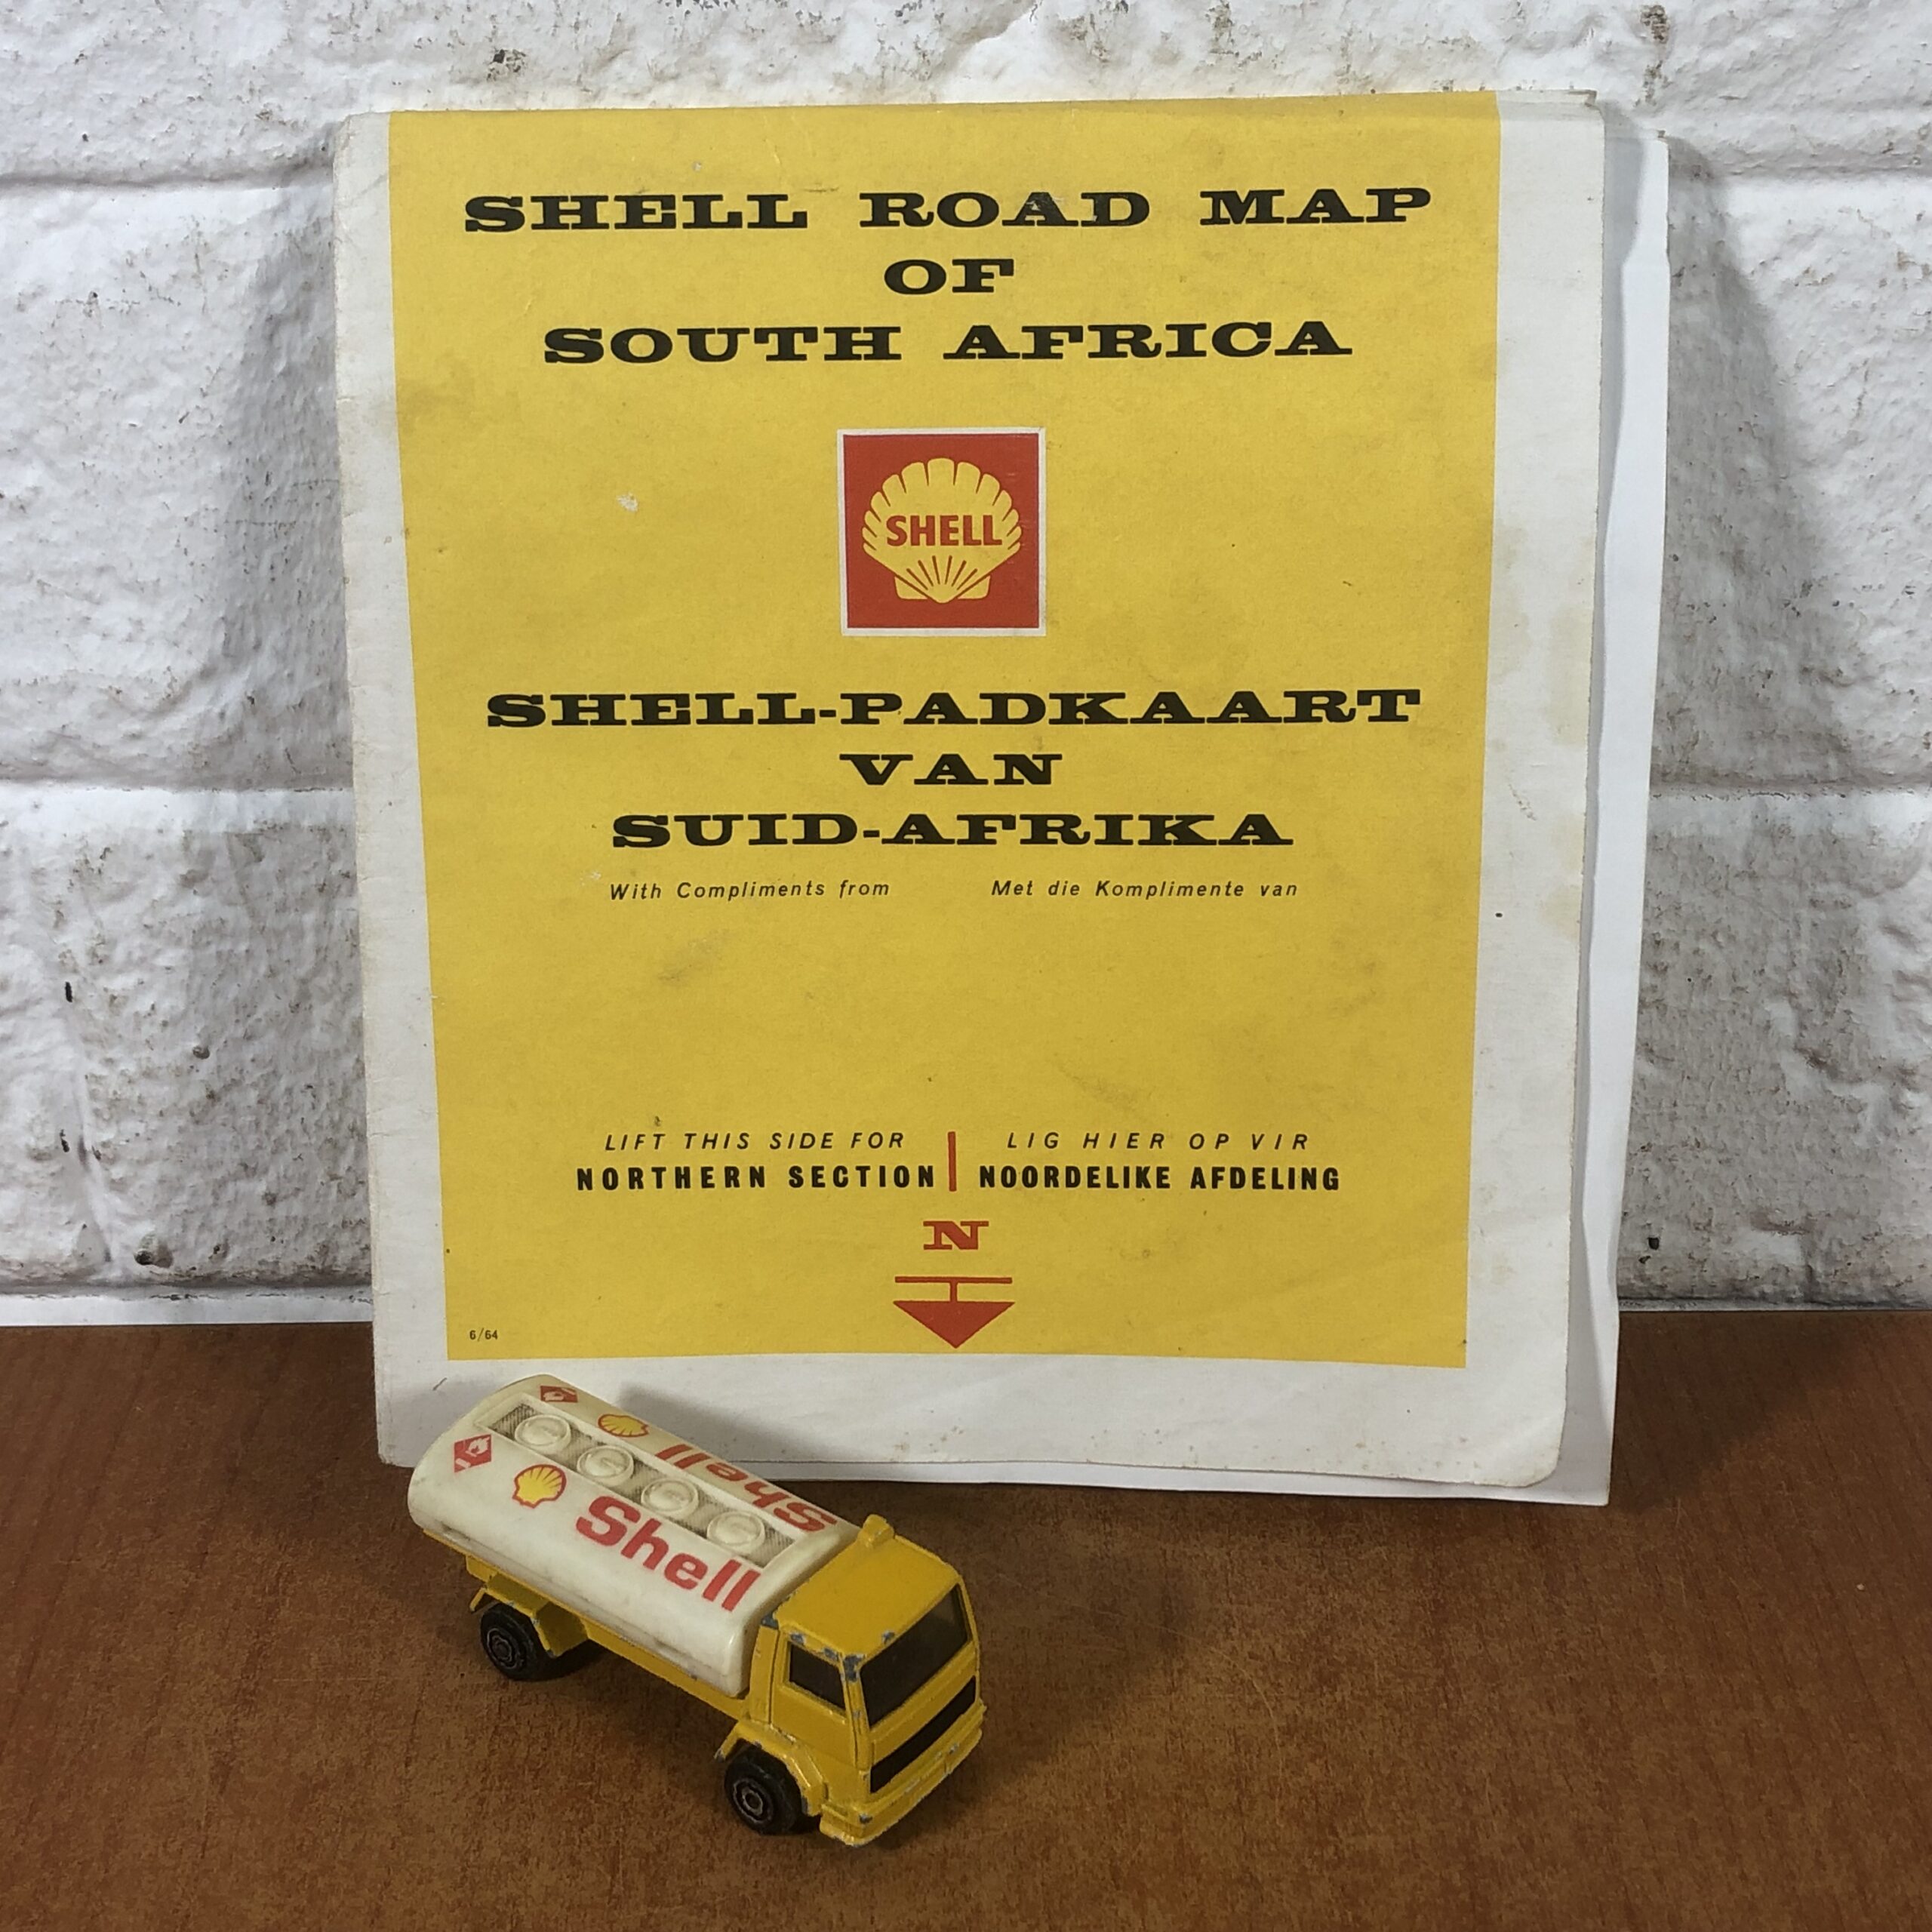 SHELL ROAD MAP
OF
SOUTH AFRICA
SHELL
SHELL-PADKAART
VAN
SUID-AFRIKA
With Compliments from Met die Komplimente van
LIFT THIS SIDE FOR LIG HIER OP VIR
NORTHERN SECTION NOORDELIKE AFDELING
N
6/64
Shell
Shell